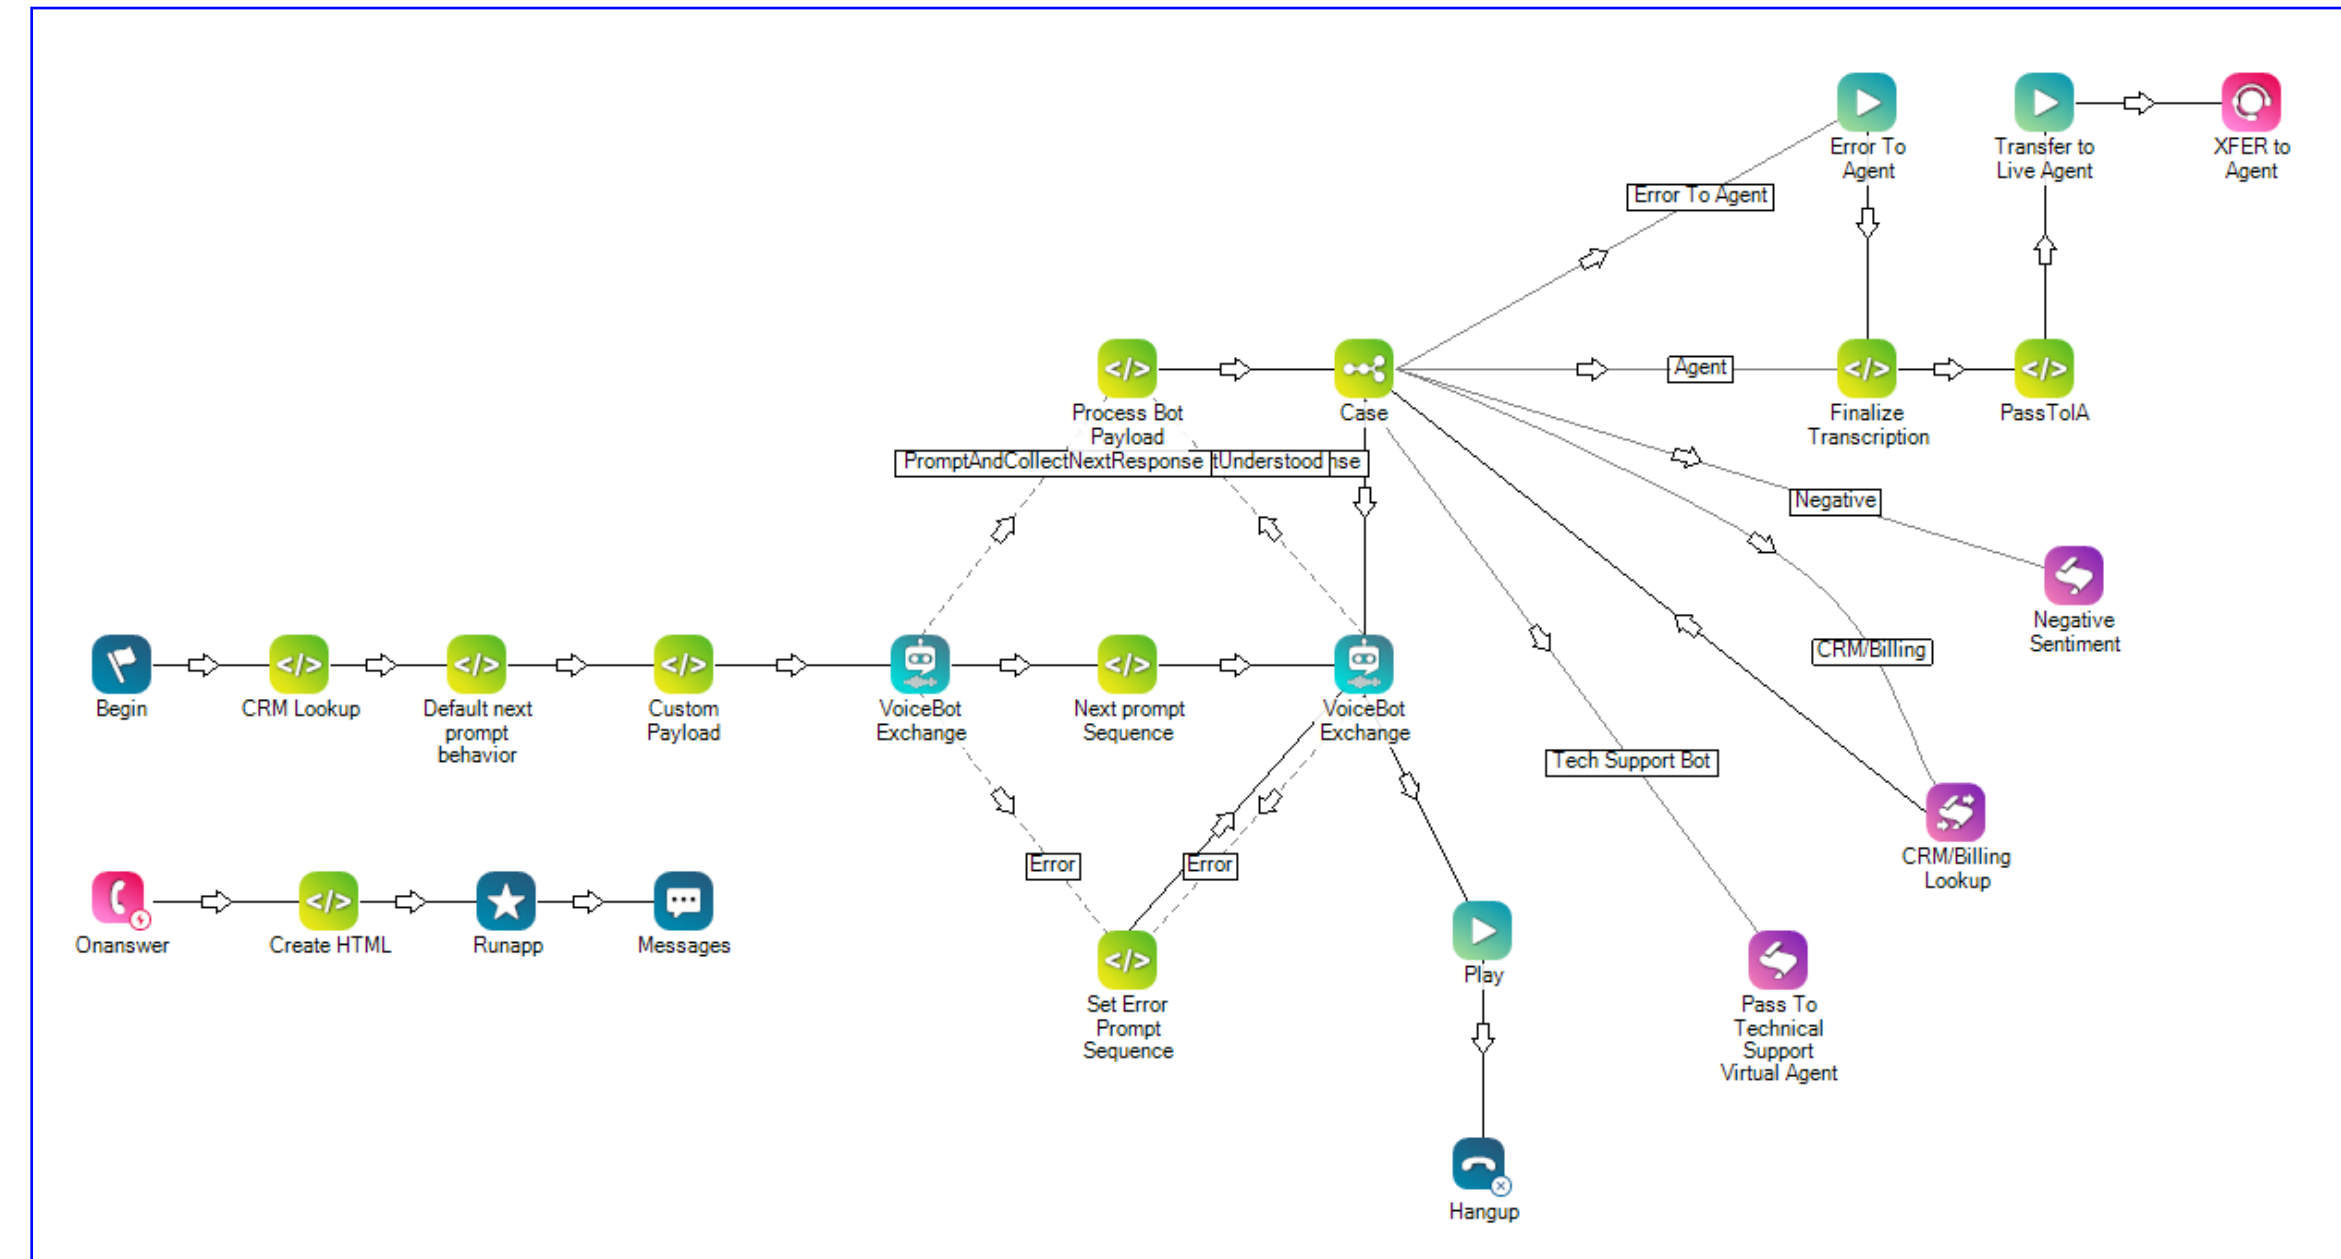 Error To
Agent
Transfer to
Live Agent
XFER to
Agent
Error To Agent
Process Bot
Payload
Case
Agent
Finalize
Transcription
PassToIA
PromptAndCollectNextResponse
tUnderstood
nse
Negative
Negative
Sentiment
CRM/Billing
Begin
CRM Lookup
Default next
prompt
behavior
Custom
Payload
VoiceBot
Exchange
Next prompt
Sequence
VoiceBot
Exchange
Tech Support Bot
CRM/Billing
Lookup
Error
Error
Onanswer
Create HTML
Runapp
Messages
Set Error
Prompt
Sequence
Play
Pass To
Technical
Support
Virtual Agent
Hangup